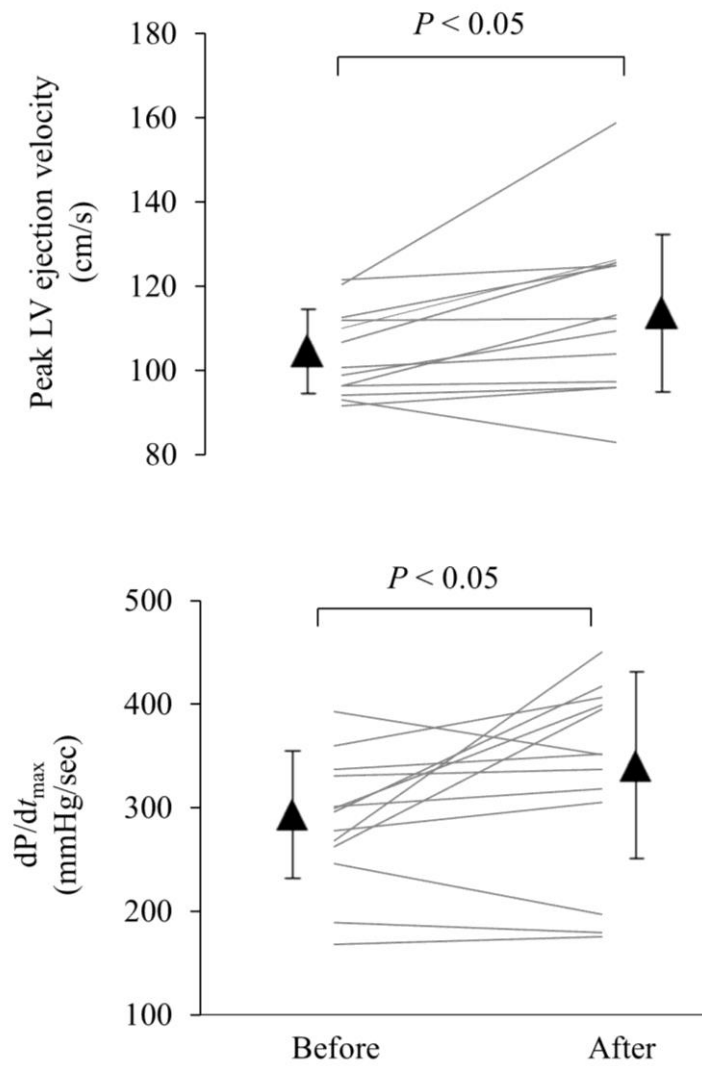 P < 0.05
180
160
140
120
100
80
Peak LV ejection velocity
(cm/s)
P < 0.05
500
400
300
200
100
dP/dtmax
(mmHg/sec)
Before After